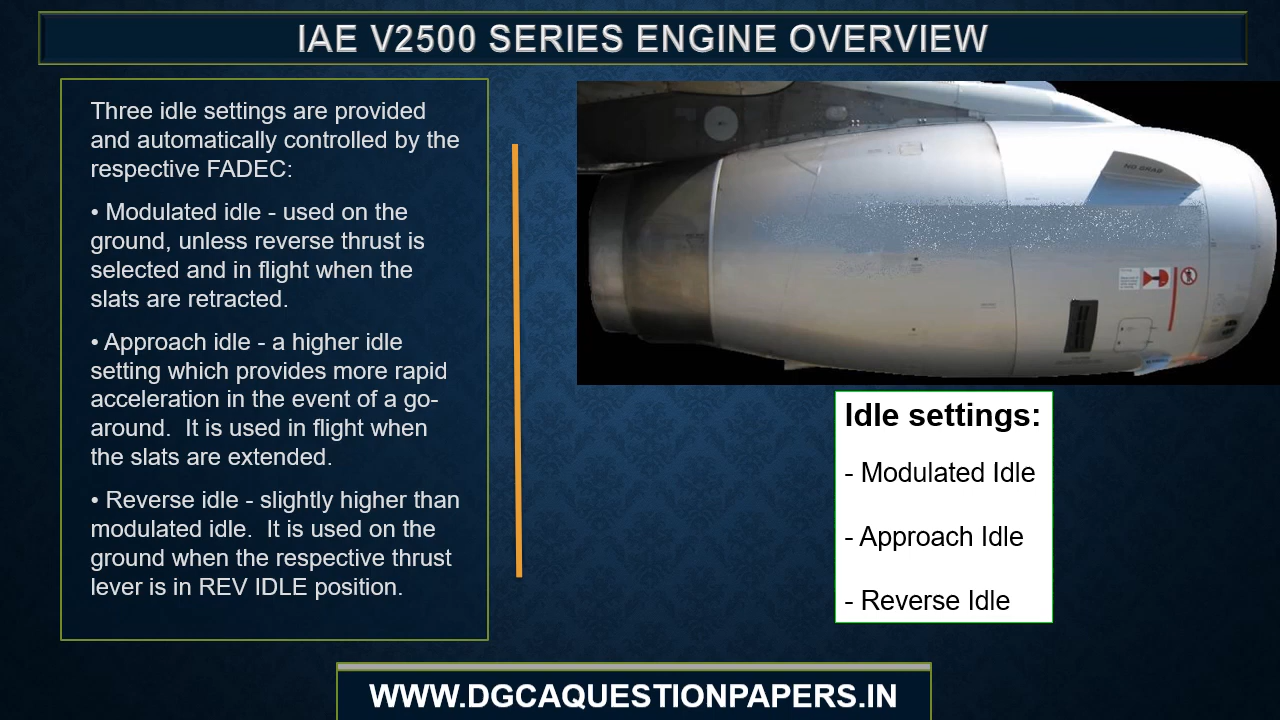 IAE V2500 SERIES ENGINE OVERVIEW
Three idle settings are provided
and automatically controlled by the
respective FADEC:
• Modulated idle - used on the
ground, unless reverse thrust is
selected and in flight when the
slats are retracted.
• Approach idle - a higher idle
setting which provides more rapid
acceleration in the event of a go-
around.  It is used in flight when
the slats are extended.
• Reverse idle - slightly higher than
modulated idle.  It is used on the
ground when the respective thrust
lever is in REV IDLE position.
NO GRAB
Idle settings:
- Modulated Idle
- Approach Idle
- Reverse Idle
WWW.DGCAQUESTIONPAPERS.IN